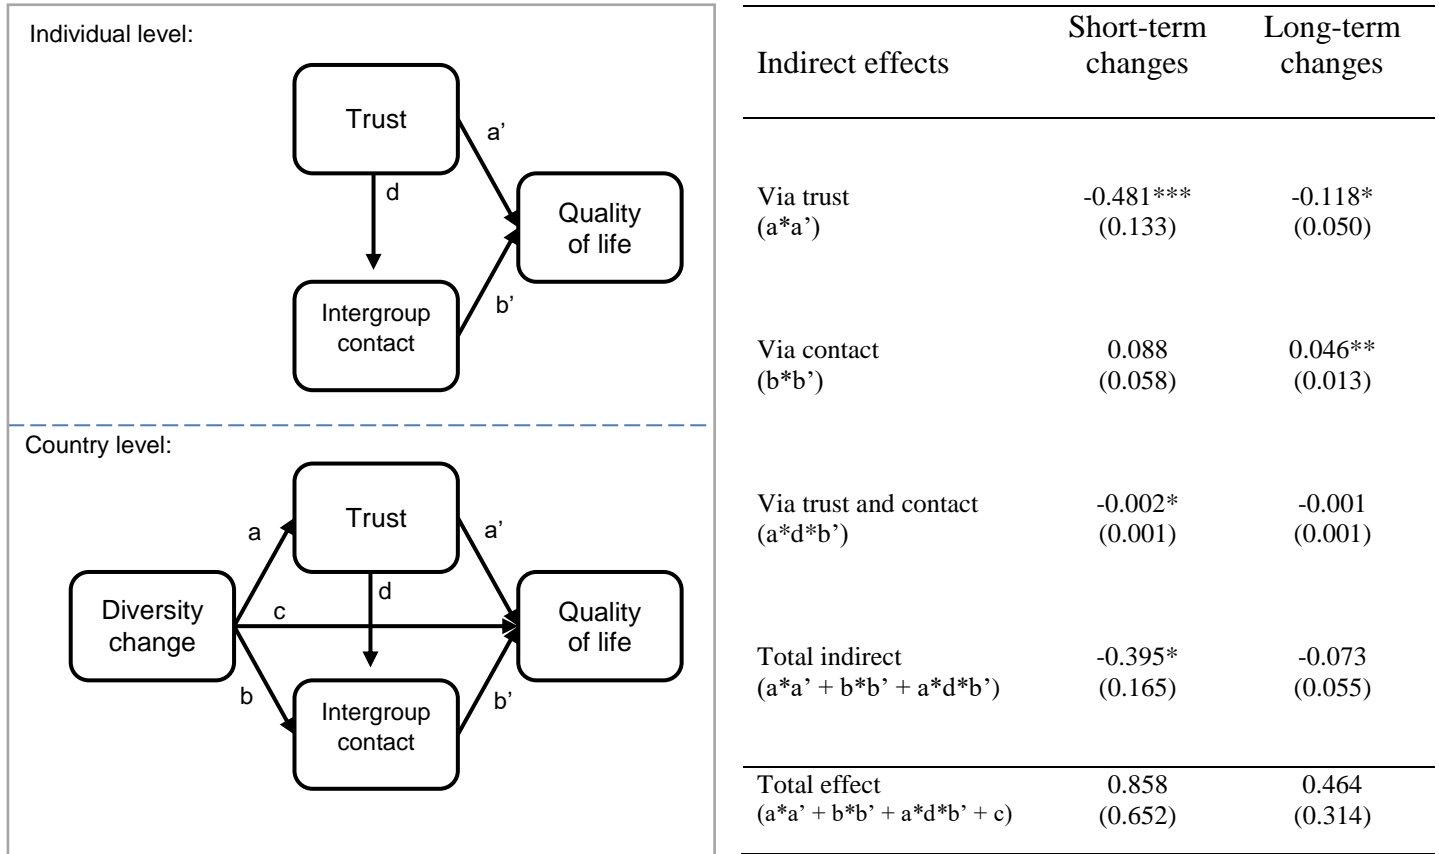 Individual level:
Trust
a’
d
Quality
of life
Intergroup
contact
b’
Country level:
Trust
a
a’
d
Diversity
change
c
Quality
of life
b
Intergroup
contact
b’
Indirect effects
Short-term
changes
Long-term
changes
Via trust -0.481*** -0.118*
(a*a’) (0.133) (0.050)
Via contact 0.088 0.046**
(b*b’) (0.058) (0.013)
Via trust and contact -0.002* -0.001
(a*d*b’) (0.001) (0.001)
Total indirect -0.395* -0.073
(a*a’ + b*b’ + a*d*b’) (0.165) (0.055)
Total effect 0.858 0.464
(a*a’ + b*b’ + a*d*b’ + c) (0.652) (0.314)